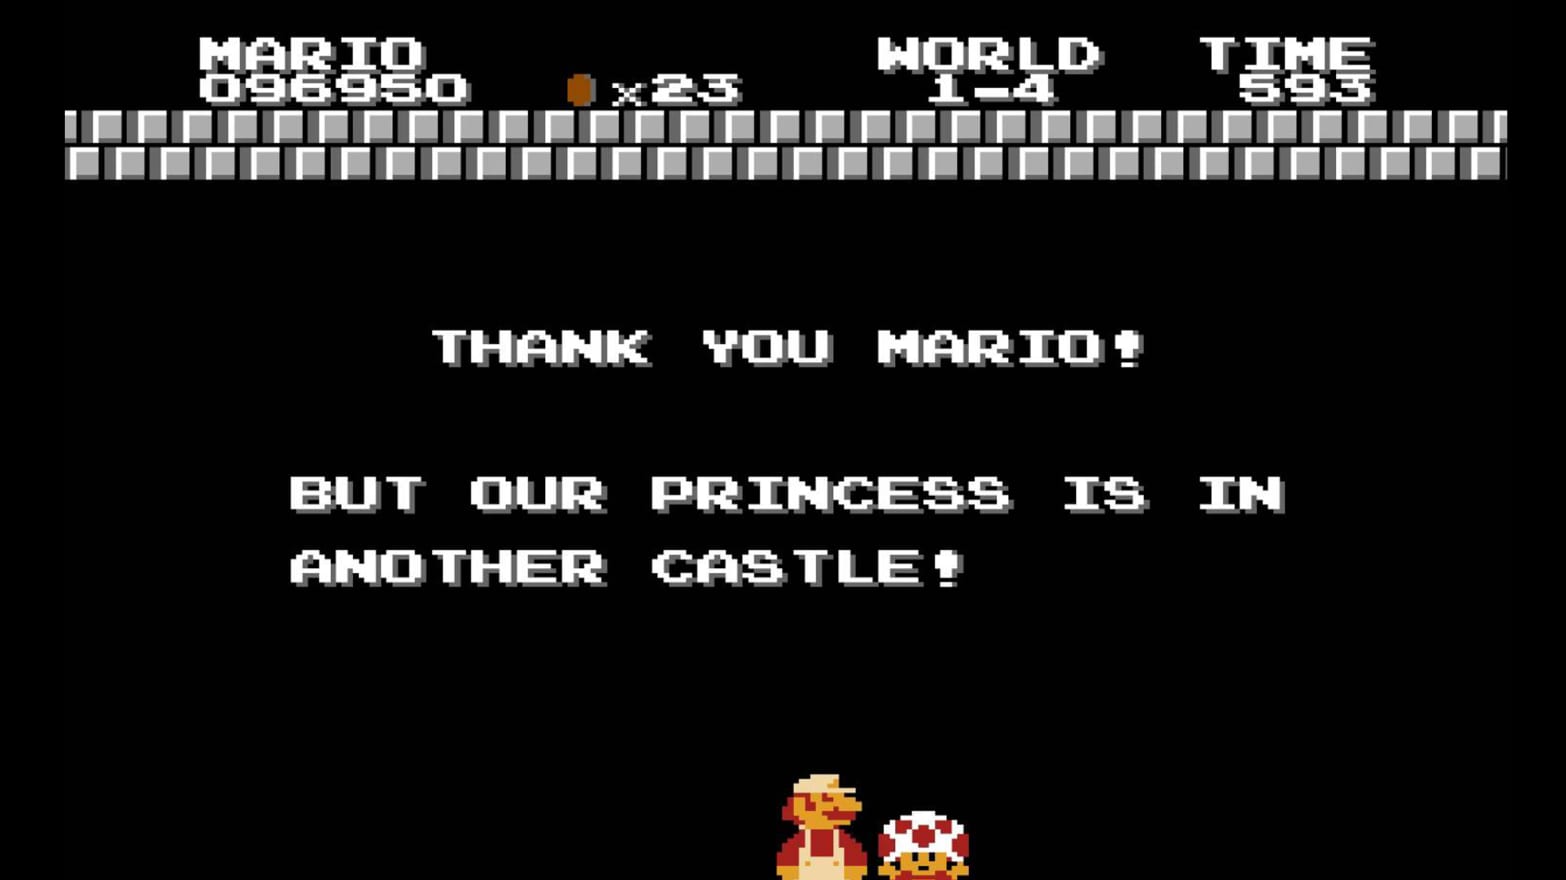 MARIO WORLD TIME
096950 x23 1-4 593
THANK YOU MARIO!
BUT OUR PRINCESS IS IN
ANOTHER CASTLE!